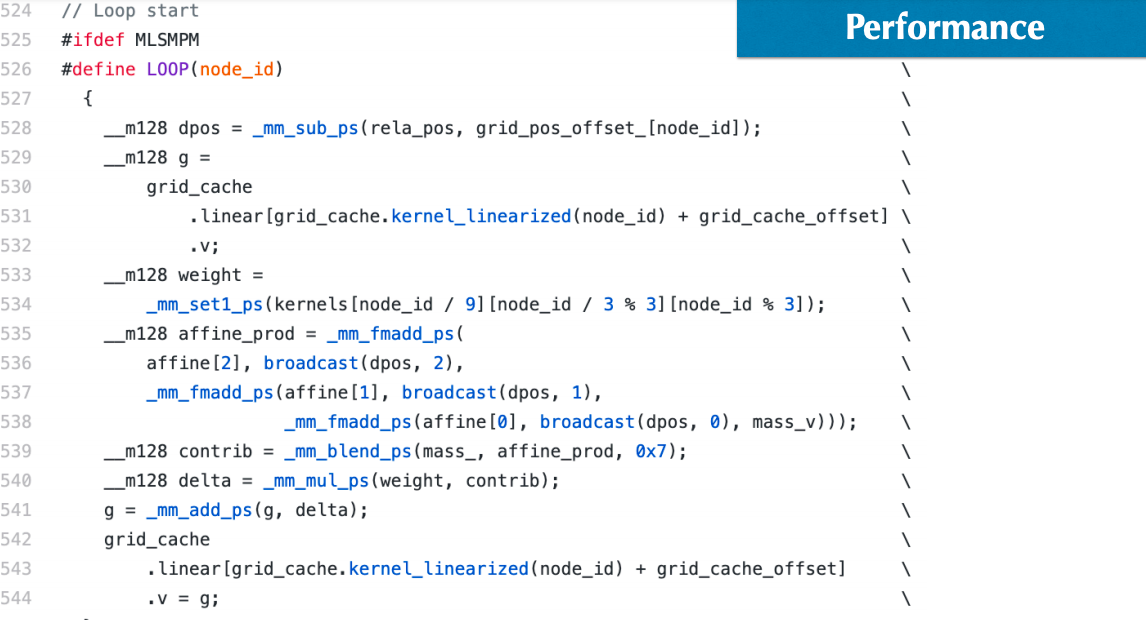 Performance
524 // Loop start
525 #ifdef MLSMPM
526 #define LOOP(node_id) \
527 { \
528 __m128 dpos = _mm_sub_ps(rela_pos, grid_pos_offset_[node_id]); \
529 __m128 g = \
530 grid_cache \
531 .linear[grid_cache.kernel_linearized(node_id) + grid_cache_offset] \
532 .v; \
533 __m128 weight = \
534 _mm_set1_ps(kernels[node_id / 9][node_id / 3 % 3][node_id % 3]); \
535 __m128 affine_prod = _mm_fmadd_ps( \
536 affine[2], broadcast(dpos, 2), \
537 _mm_fmadd_ps(affine[1], broadcast(dpos, 1), \
538 _mm_fmadd_ps(affine[0], broadcast(dpos, 0), mass_v))); \
539 __m128 contrib = _mm_blend_ps(mass_, affine_prod, 0x7); \
540 __m128 delta = _mm_mul_ps(weight, contrib); \
541 g = _mm_add_ps(g, delta); \
542 grid_cache \
543 .linear[grid_cache.kernel_linearized(node_id) + grid_cache_offset] \
544 .v = g; \